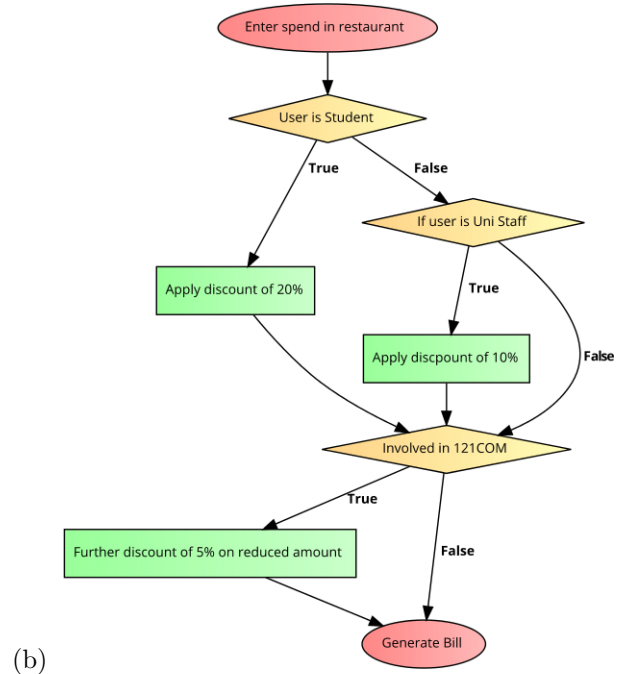 Enter spend in restaurant
User is Student
True
False
If user is Uni Staff
Apply discount of 20%
True
Apply discpount of 10%
False
Involved in 121COM
True
Further discount of 5% on reduced amount
False
Generate Bill
(b)